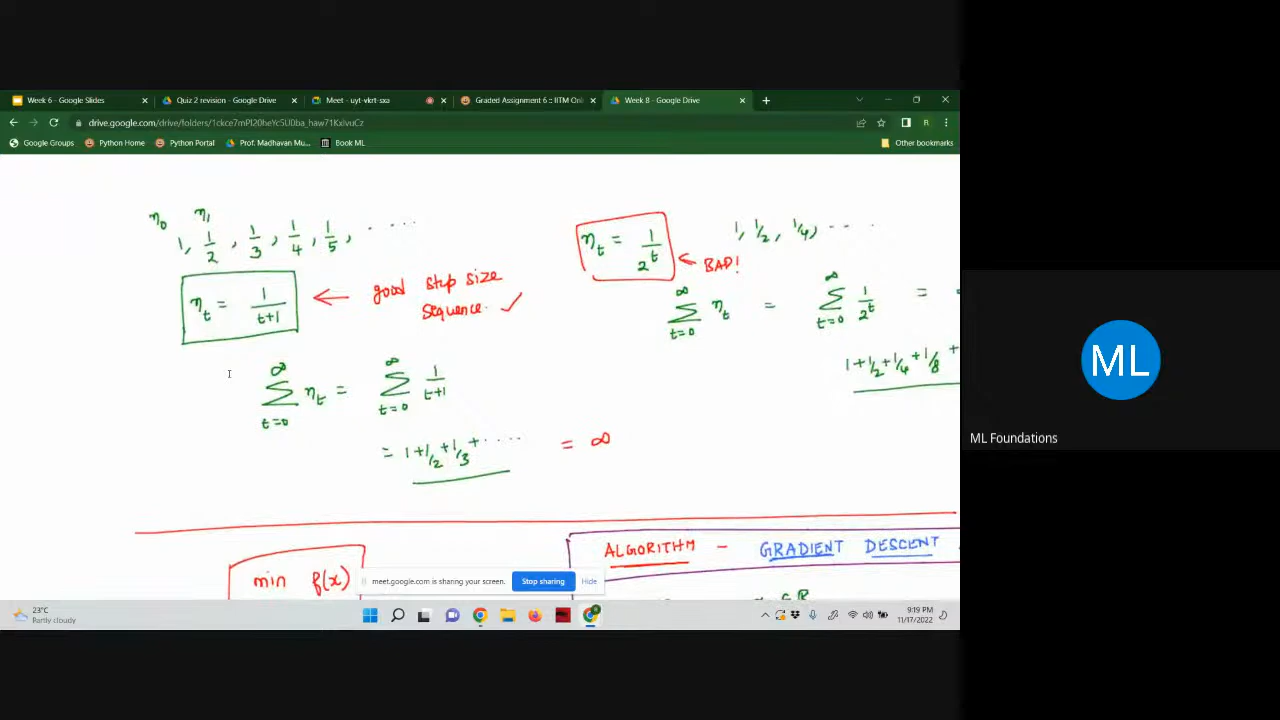 Week 6 - Google Slides
Quiz 2 revision - Google Drive
Meet - uyt-vkrt-sxa
Graded Assignment 6 :: IITM Onl
Week 8 - Google Drive
Google Groups
Python Home
Python Portal
Prof. Madhavan Mu...
Book ML
Other bookmarks
η₀ η₁
1, 1/2, 1/3, 1/4, 1/5, .....
ηₜ = 1/(t+1)
← good step size
sequence. ✓
∑_{t=0}^{∞} ηₜ = ∑_{t=0}^{∞} 1/(t+1)
= 1+1/2+1/3+..... = ∞
ηₜ = 1/2^t
← BAD!
1, 1/2, 1/4, .....
∑_{t=0}^{∞} ηₜ = ∑_{t=0}^{∞} 1/2^t =
1+1/2+1/4+1/8+
min f(x)
ALGORITHM - GRADIENT DESCENT
meet.google.com is sharing your screen.
Stop sharing
Hide
23°C
Partly cloudy
9:19 PM
11/17/2022
ML
ML Foundations